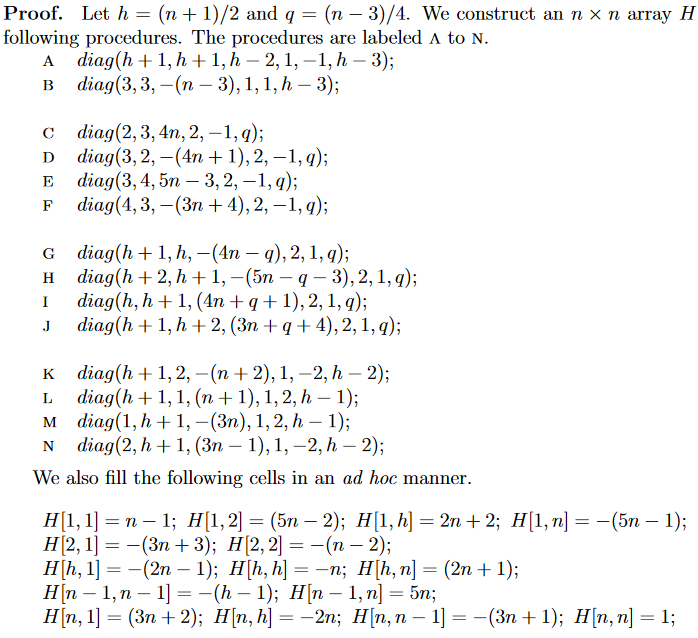 Proof. Let h = (n + 1)/2 and q = (n − 3)/4. We construct an n × n array H
following procedures. The procedures are labeled A to N.
A diag(h + 1, h + 1, h − 2, 1, −1, h − 3);
B diag(3, 3, −(n − 3), 1, 1, h − 3);
C diag(2, 3, 4n, 2, −1, q);
D diag(3, 2, −(4n + 1), 2, −1, q);
E diag(3, 4, 5n − 3, 2, −1, q);
F diag(4, 3, −(3n + 4), 2, −1, q);
G diag(h + 1, h, −(4n − q), 2, 1, q);
H diag(h + 2, h + 1, −(5n − q − 3), 2, 1, q);
I diag(h, h + 1, (4n + q + 1), 2, 1, q);
J diag(h + 1, h + 2, (3n + q + 4), 2, 1, q);
K diag(h + 1, 2, −(n + 2), 1, −2, h − 2);
L diag(h + 1, 1, (n + 1), 1, 2, h − 1);
M diag(1, h + 1, −(3n), 1, 2, h − 1);
N diag(2, h + 1, (3n − 1), 1, −2, h − 2);
We also fill the following cells in an ad hoc manner.
H[1, 1] = n − 1; H[1, 2] = (5n − 2); H[1, h] = 2n + 2; H[1, n] = −(5n − 1);
H[2, 1] = −(3n + 3); H[2, 2] = −(n − 2);
H[h, 1] = −(2n − 1); H[h, h] = −n; H[h, n] = (2n + 1);
H[n − 1, n − 1] = −(h − 1); H[n − 1, n] = 5n;
H[n, 1] = (3n + 2); H[n, h] = −2n; H[n, n − 1] = −(3n + 1); H[n, n] = 1;